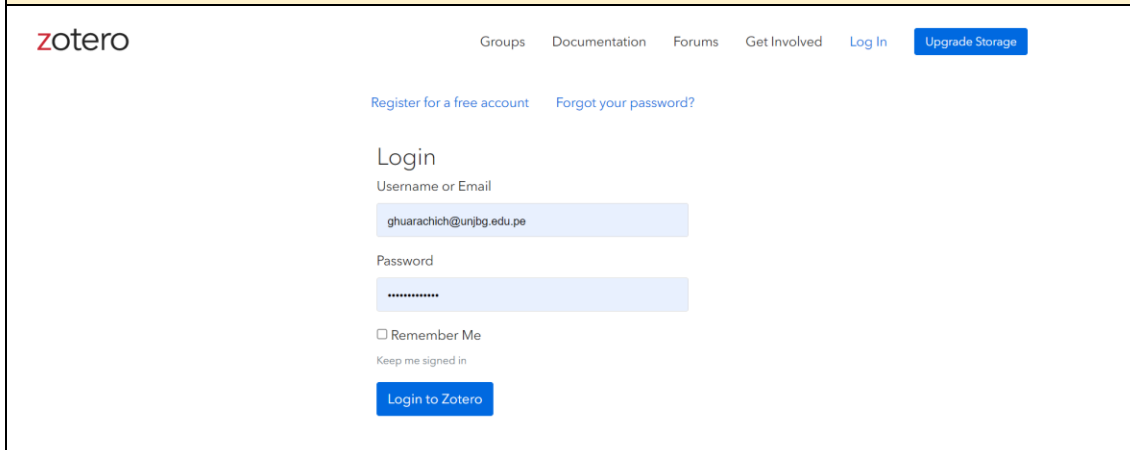 zotero
Groups Documentation Forums Get Involved Log In Upgrade Storage
Register for a free account Forgot your password?
Login
Username or Email
ghuarachich@unjbg.edu.pe
Password
•••••••••••••
Remember Me
Keep me signed in
Login to Zotero